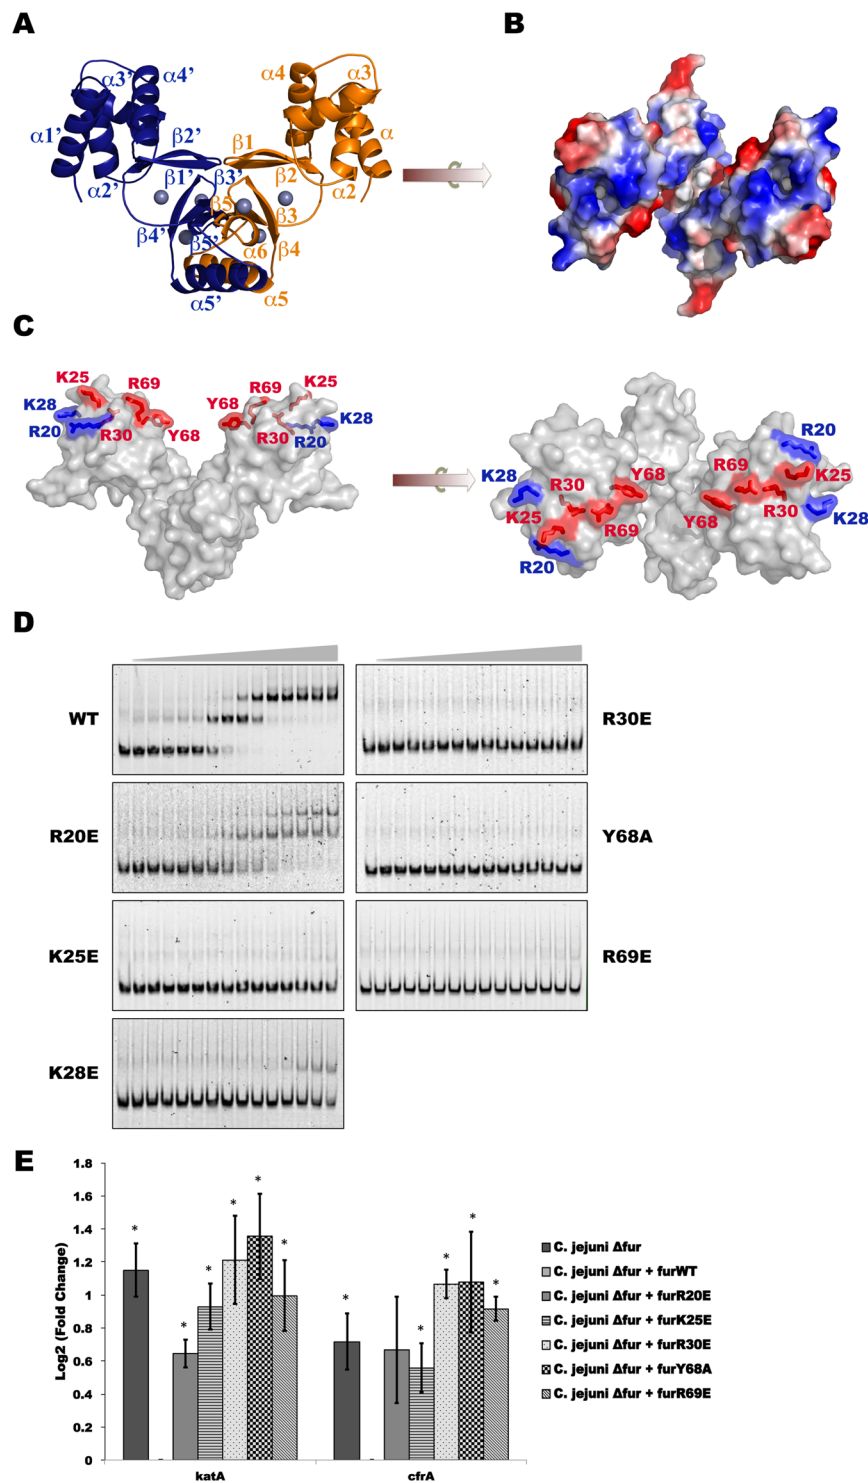 A
B
α3' α4' α4 α3
α1' α
β2' β1
α2' β1' β3' β2 α2
β5 β3
β4' β5' α6 β4
α5' α5
C
K25 R69 R69 K25
K28 Y68 K28
R20 R30 Y68 R30 R20
R20
K28 R30 Y68 R69 K25
K25 R69 Y68 R30 K28
R20
D
WT R30E
R20E Y68A
K25E R69E
K28E
E
Log2 (Fold Change)
1.8
1.6
1.4
1.2
1
0.8
0.6
0.4
0.2
0
* * * * * *
* * * * *
katA cfrA
C. jejuni Δfur
C. jejuni Δfur + furWT
C. jejuni Δfur + furR20E
C. jejuni Δfur + furK25E
C. jejuni Δfur + furR30E
C. jejuni Δfur + furY68A
C. jejuni Δfur + furR69E